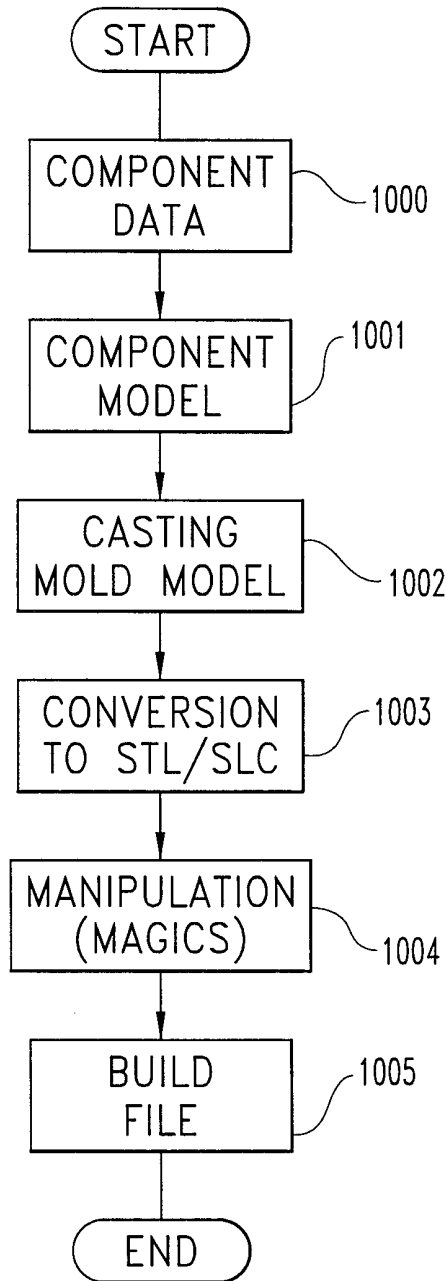 START
COMPONENT
DATA
1000
COMPONENT
MODEL
1001
CASTING
MOLD MODEL
1002
CONVERSION
TO STL/SLC
1003
MANIPULATION
(MAGICS)
1004
BUILD
FILE
1005
END